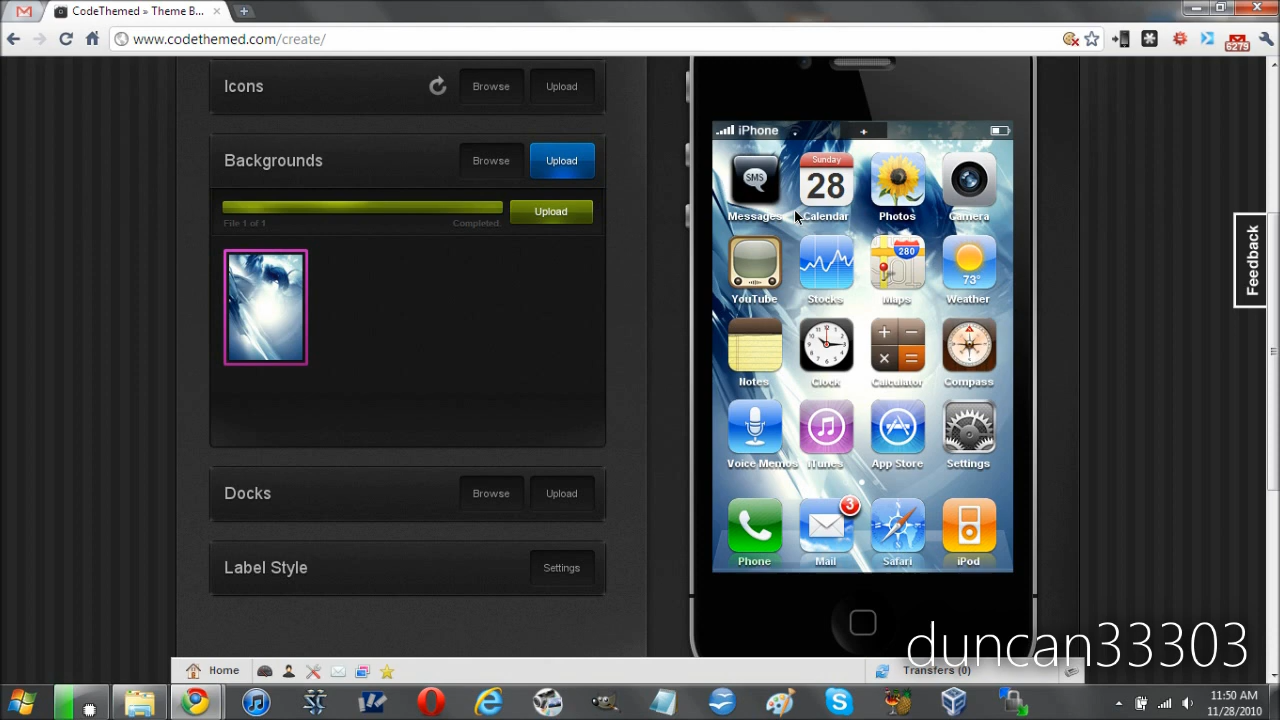 CodeThemed » Theme B...
www.codethemed.com/create/
6279
Icons
Browse
Upload
Backgrounds
Browse
Upload
Upload
File 1 of 1
Completed.
Docks
Browse
Upload
Label Style
Settings
iPhone
SMS
Sunday
28
280
73°
Messages
Calendar
Photos
Camera
YouTube
Stocks
Maps
Weather
Notes
Clock
Calculator
Compass
Voice Memos
iTunes
App Store
Settings
3
Phone
Mail
Safari
iPod
Feedback
duncan33303
Home
Transfers (0)
11:50 AM
11/28/2010